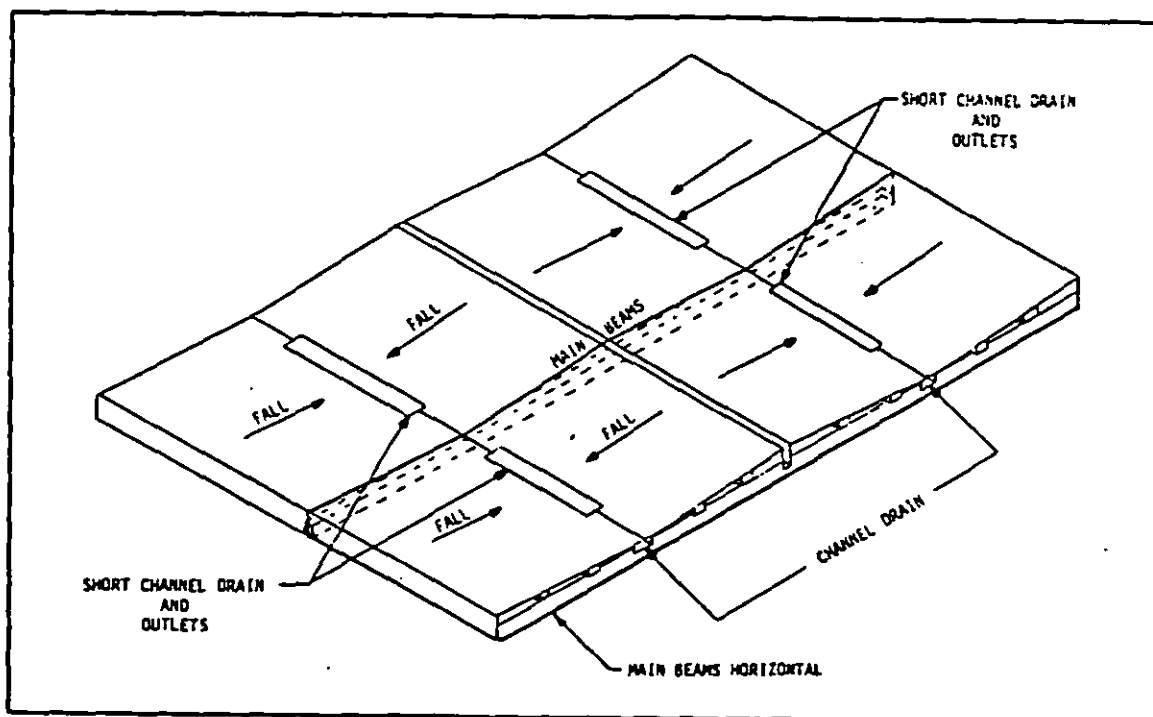 SHORT CHANNEL DRAIN
AND
OUTLETS
FALL
MAIN BEAMS
FALL
FALL
FALL
CHANNEL DRAIN
SHORT CHANNEL DRAIN
AND
OUTLETS
MAIN BEAMS HORIZONTAL